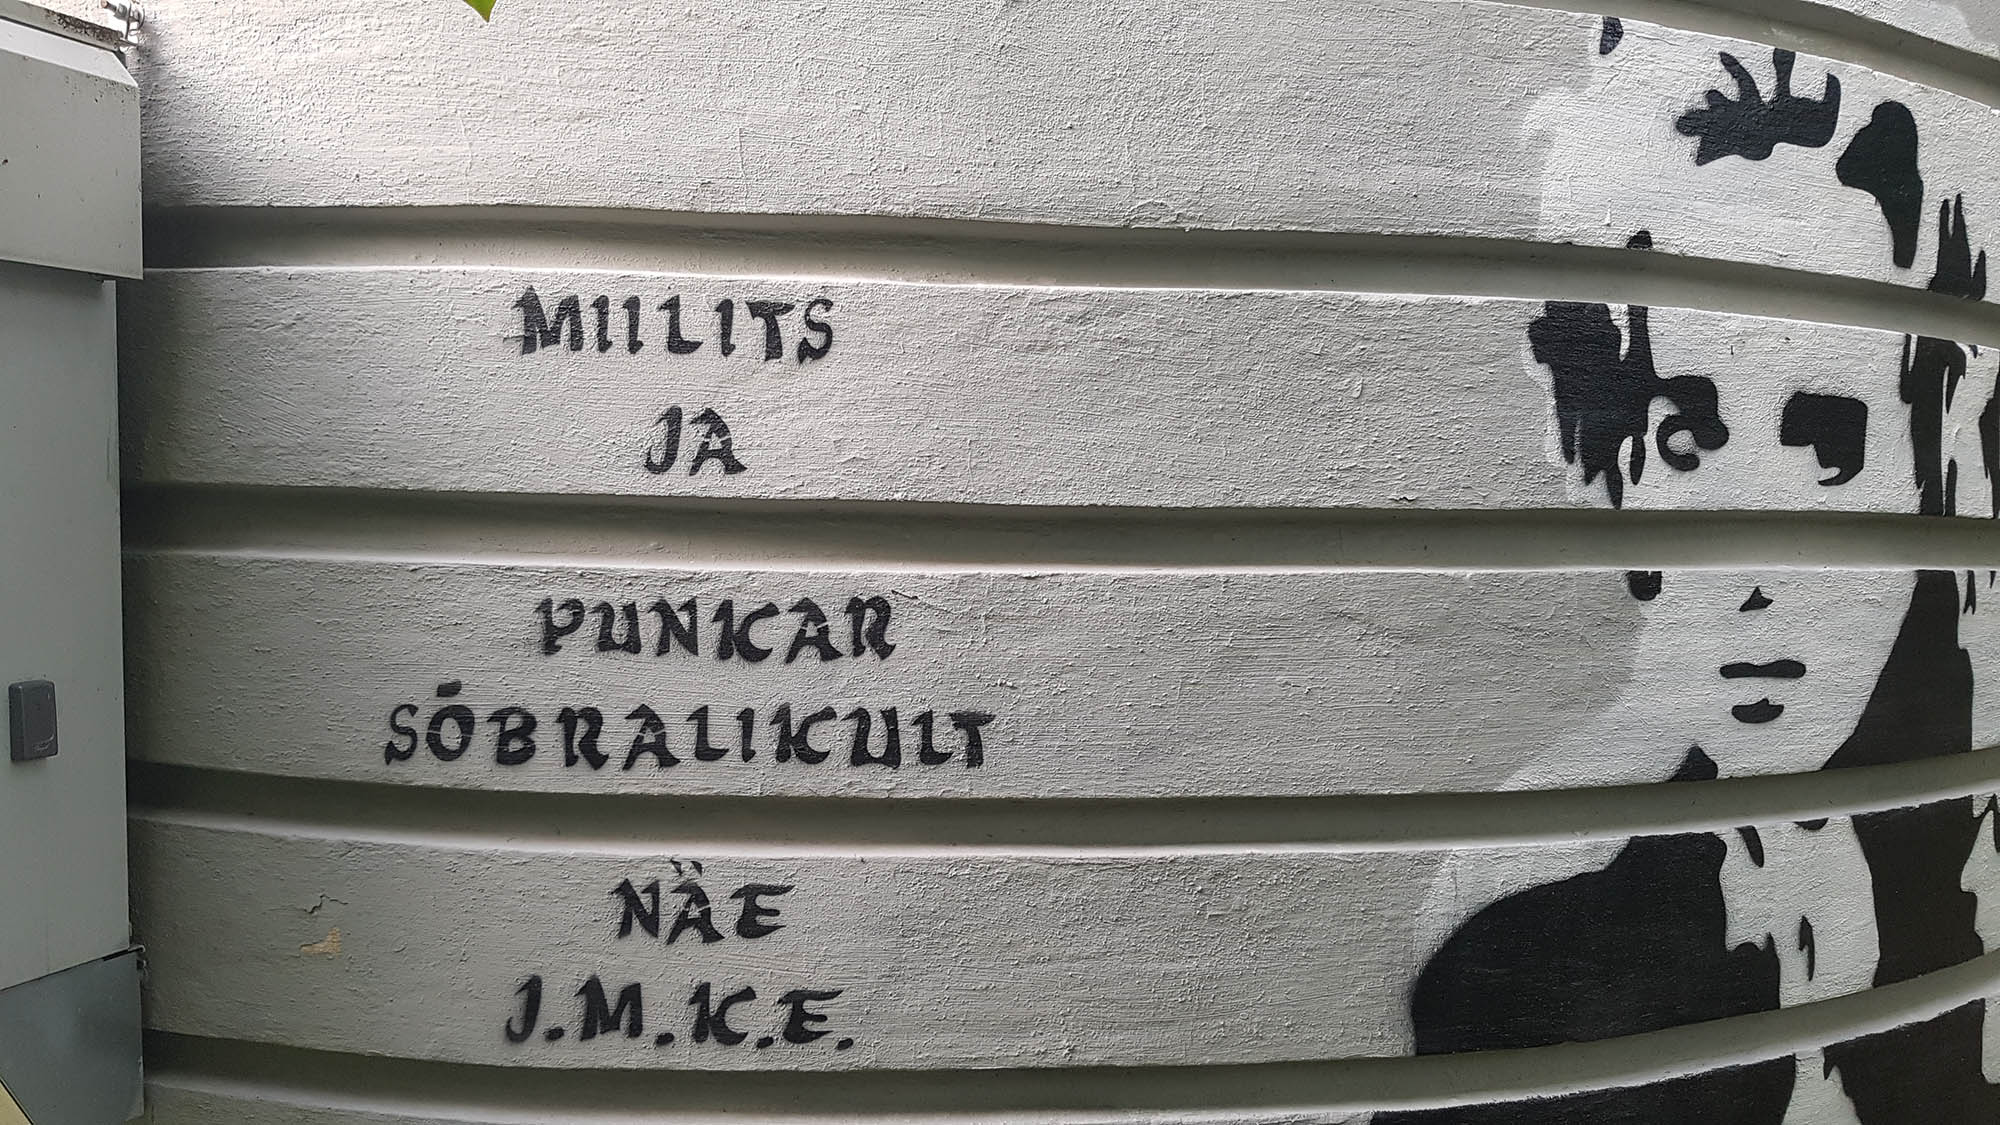 MIILITS
JA
PUNKAR
SÕBRALIKULT
NÄE
J.M.K.E.